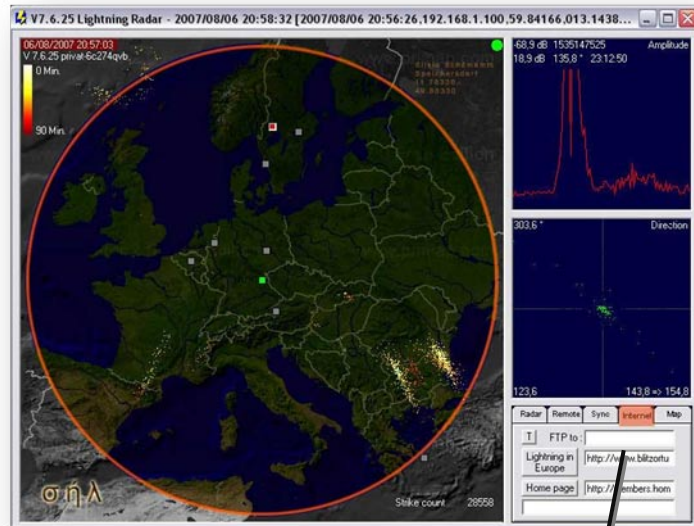 V7.6.25 Lightning Radar - 2007/08/06 20:58:32 [2007/08/06 20:56:26,192.168.1.100,59.84166,013.1438...
06/08/2007 20:57:03
V 7.6.25 privat-6c274qvb,
0 Min.
90 Min.
σήλ
Strike count 28558
-68,9 dB 1535147525 Amplitude
18,9 dB 135,8 ° 23:12:50
303,6 ° Direction
123,6 143,8 => 154,8
Radar Remote Sync Internet Map
T FTP to :
Lightning in Europe http://www.blitzortu
Home page http://members.hom